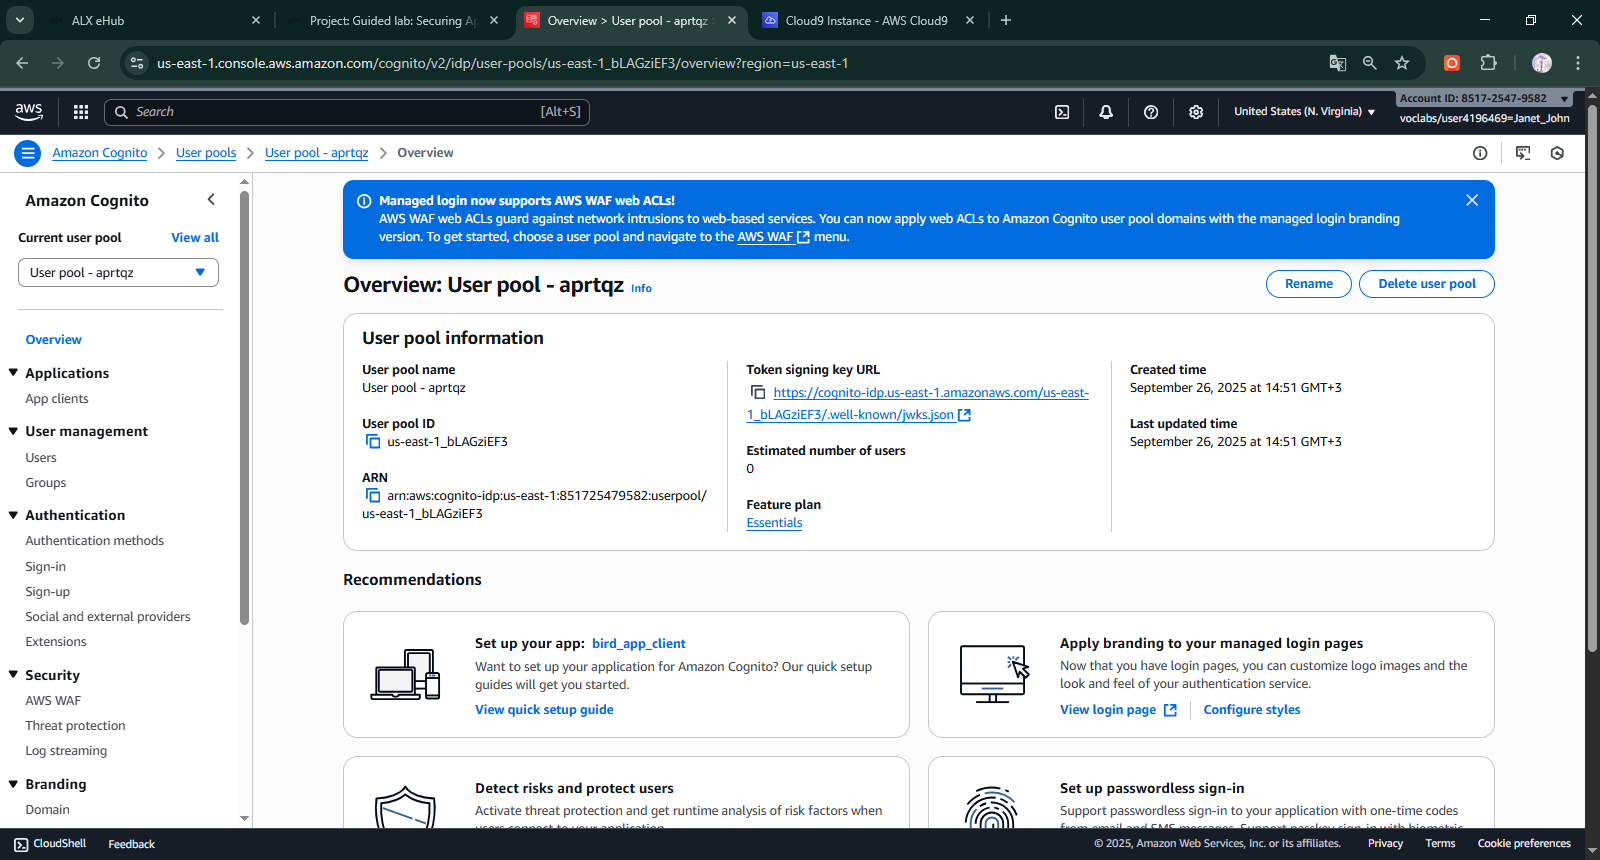 ALX eHub
Project: Guided lab: Securing Ap
Overview > User pool - aprtqz
Cloud9 Instance - AWS Cloud9
us-east-1.console.aws.amazon.com/cognito/v2/idp/user-pools/us-east-1_bLAGziEF3/overview?region=us-east-1
aws
Search
[Alt+S]
United States (N. Virginia)
Account ID: 8517-2547-9582
voclabs/user4196469=Janet_John
Amazon Cognito
User pools
User pool - aprtqz
Overview
Amazon Cognito
Current user pool
View all
User pool - aprtqz
Overview
Applications
App clients
User management
Users
Groups
Authentication
Authentication methods
Sign-in
Sign-up
Social and external providers
Extensions
Security
AWS WAF
Threat protection
Log streaming
Branding
Domain
Managed login now supports AWS WAF web ACLs!
AWS WAF web ACLs guard against network intrusions to web-based services. You can now apply web ACLs to Amazon Cognito user pool domains with the managed login branding
version. To get started, choose a user pool and navigate to the AWS WAF menu.
Overview: User pool - aprtqz Info
Rename
Delete user pool
User pool information
User pool name
User pool - aprtqz
User pool ID
us-east-1_bLAGziEF3
ARN
arn:aws:cognito-idp:us-east-1:851725479582:userpool/
us-east-1_bLAGziEF3
Token signing key URL
https://cognito-idp.us-east-1.amazonaws.com/us-east-
1_bLAGziEF3/.well-known/jwks.json
Estimated number of users
0
Feature plan
Essentials
Created time
September 26, 2025 at 14:51 GMT+3
Last updated time
September 26, 2025 at 14:51 GMT+3
Recommendations
Set up your app: bird_app_client
Want to set up your application for Amazon Cognito? Our quick setup
guides will get you started.
View quick setup guide
Apply branding to your managed login pages
Now that you have login pages, you can customize logo images and the
look and feel of your authentication service.
View login page
Configure styles
Detect risks and protect users
Activate threat protection and get runtime analysis of risk factors when
users connect to your application.
Set up passwordless sign-in
Support passwordless sign-in to your application with one-time codes
from email and SMS messages. Support passkey sign-in with biometric
CloudShell
Feedback
© 2025, Amazon Web Services, Inc. or its affiliates.
Privacy
Terms
Cookie preferences